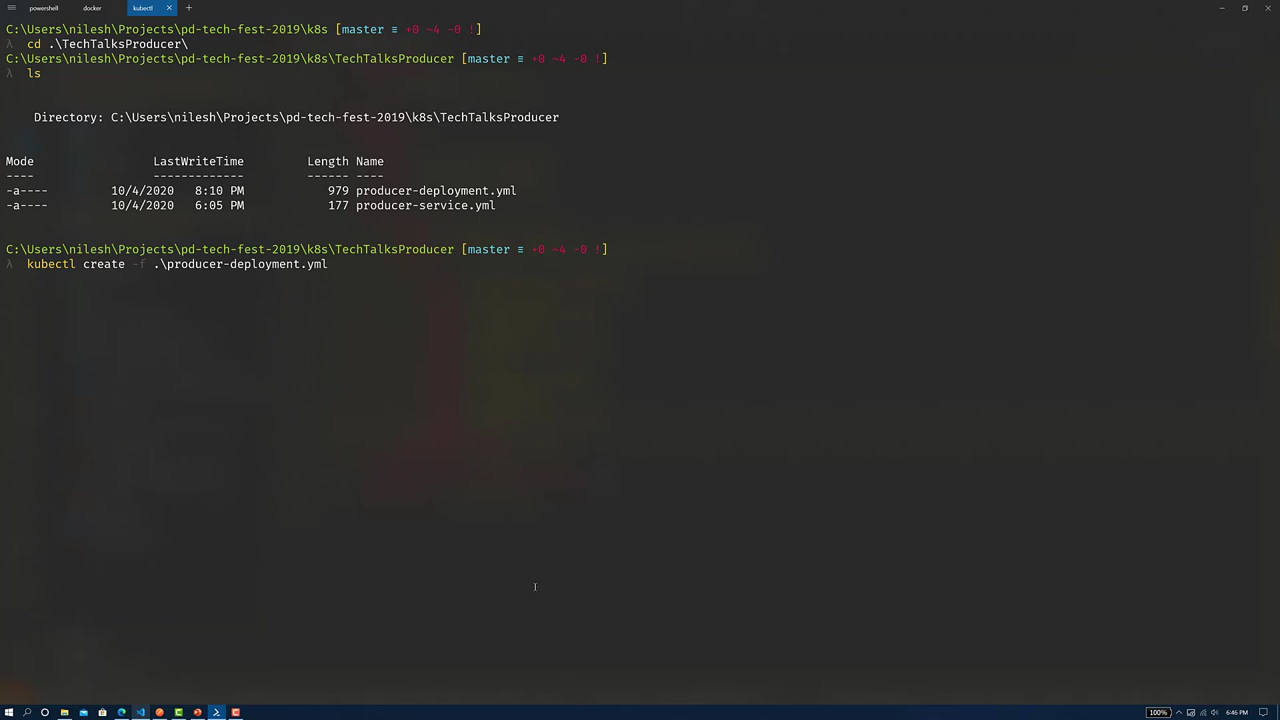 powershell docker kubectl
C:\Users\nilesh\Projects\pd-tech-fest-2019\k8s [master ≡ +0 ~4 -0 !]
λ cd .\TechTalksProducer\
C:\Users\nilesh\Projects\pd-tech-fest-2019\k8s\TechTalksProducer [master ≡ +0 ~4 -0 !]
λ ls
Directory: C:\Users\nilesh\Projects\pd-tech-fest-2019\k8s\TechTalksProducer
Mode LastWriteTime Length Name
---- ------------- ------ ----
-a---- 10/4/2020 8:10 PM 979 producer-deployment.yml
-a---- 10/4/2020 6:05 PM 177 producer-service.yml
C:\Users\nilesh\Projects\pd-tech-fest-2019\k8s\TechTalksProducer [master ≡ +0 ~4 -0 !]
λ kubectl create -f .\producer-deployment.yml
100% 6:46 PM